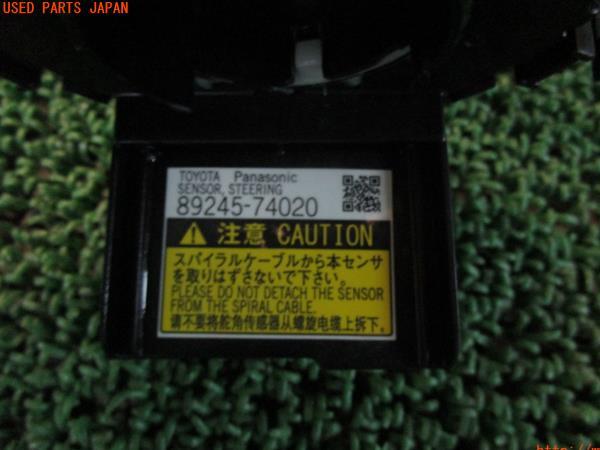 USED PARTS JAPAN
TOYOTA Panasonic
SENSOR, STEERING
89245-74020
注意 CAUTION
スパイラルケーブルから本センサ
を取りはずさないで下さい。
PLEASE DO NOT DETACH THE SENSOR
FROM THE SPIRAL CABLE.
请不要将舵角传感器从螺旋电缆上拆下。